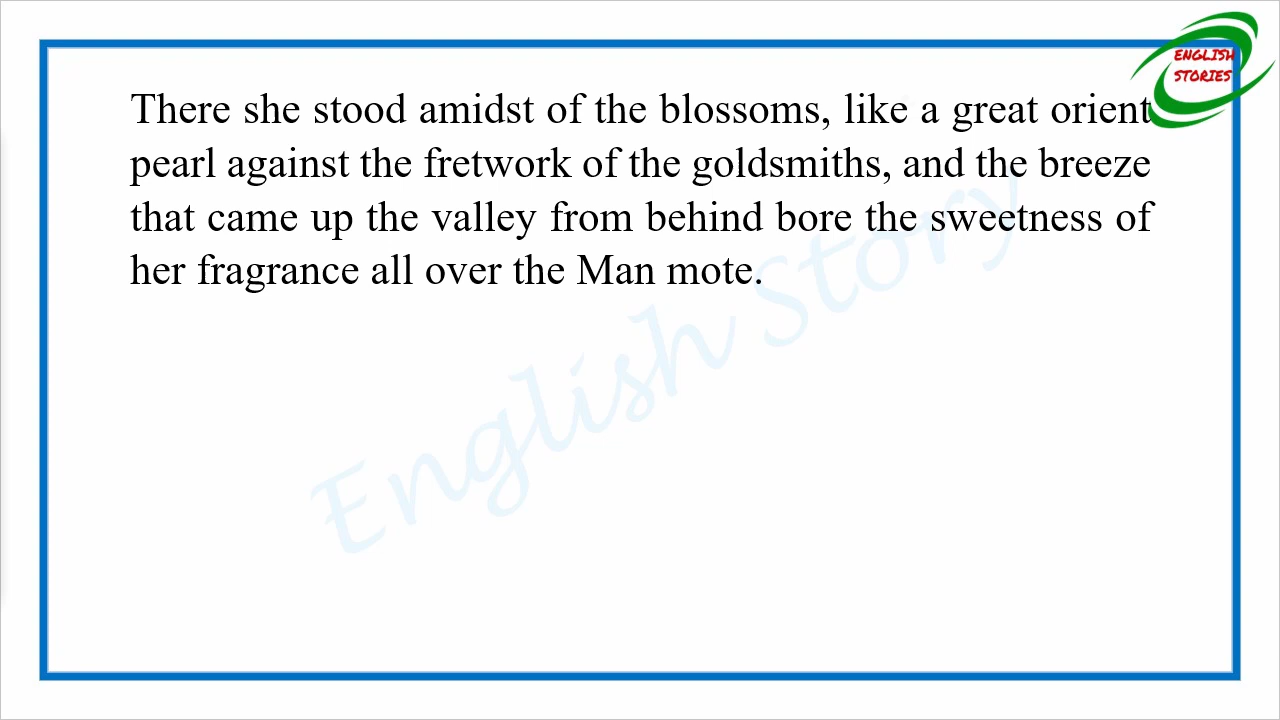 ENGLISH
STORIES
There she stood amidst of the blossoms, like a great orient
pearl against the fretwork of the goldsmiths, and the breeze
that came up the valley from behind bore the sweetness of
her fragrance all over the Man mote.
English Story